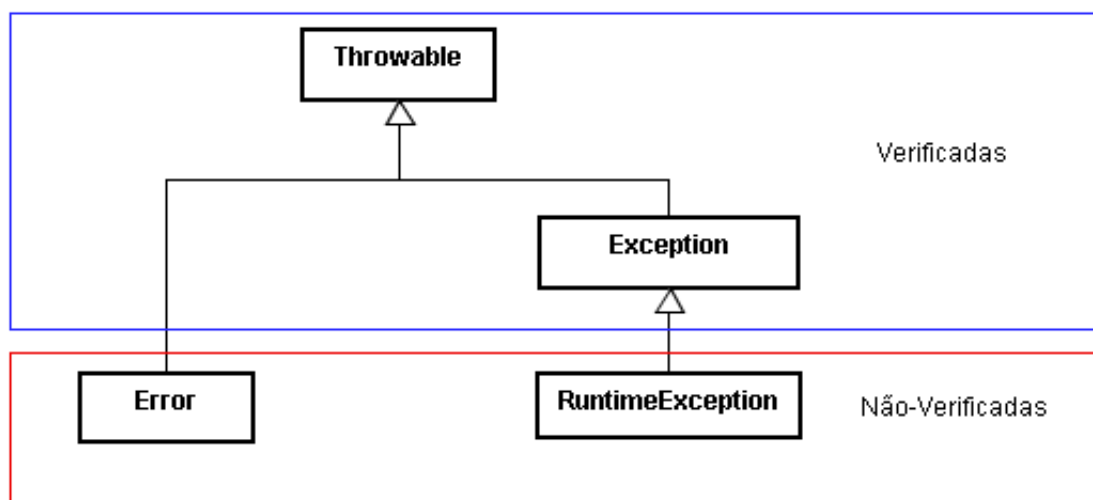 Throwable
Verificadas
Exception
Error
RuntimeException
Não-Verificadas